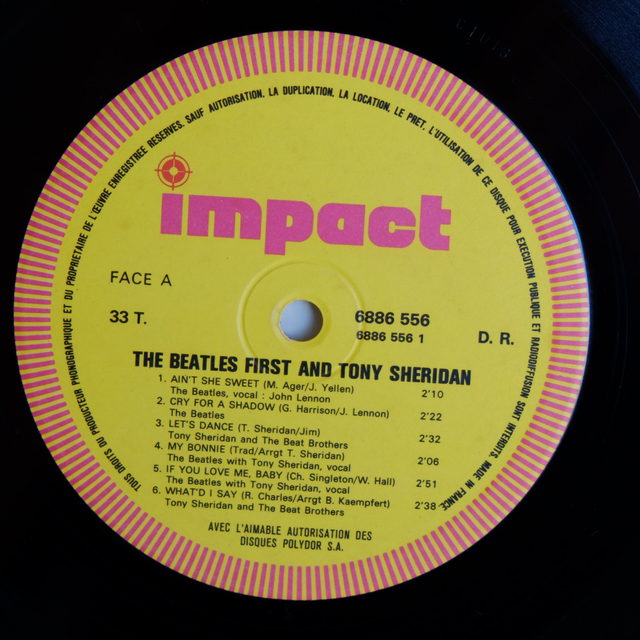 TOUS DROITS DU PRODUCTEUR PHONOGRAPHIQUE ET DU PROPRIETAIRE DE L'ŒUVRE ENREGISTREE RESERVES. SAUF AUTORISATION, LA DUPLICATION, LA LOCATION, LE PRET, L'UTILISATION DE CE DISQUE POUR EXECUTION PUBLIQUE ET RADIODIFFUSION SONT INTERDITS. MADE IN FRANCE.
impact
FACE A
33 T.
6886 556
6886 556 1
D. R.
THE BEATLES FIRST AND TONY SHERIDAN
1. AIN'T SHE SWEET (M. Ager/J. Yellen)
The Beatles, vocal : John Lennon 2'10
2. CRY FOR A SHADOW (G. Harrison/J. Lennon)
The Beatles 2'22
3. LET'S DANCE (T. Sheridan/Jim)
Tony Sheridan and The Beat Brothers 2'32
4. MY BONNIE (Trad/Arrgt T. Sheridan)
The Beatles with Tony Sheridan, vocal 2'06
5. IF YOU LOVE ME, BABY (Ch. Singleton/W. Hall)
The Beatles with Tony Sheridan, vocal 2'51
6. WHAT'D I SAY (R. Charles/Arrgt B. Kaempfert)
Tony Sheridan and The Beat Brothers 2'38
AVEC L'AIMABLE AUTORISATION DES
DISQUES POLYDOR S.A.